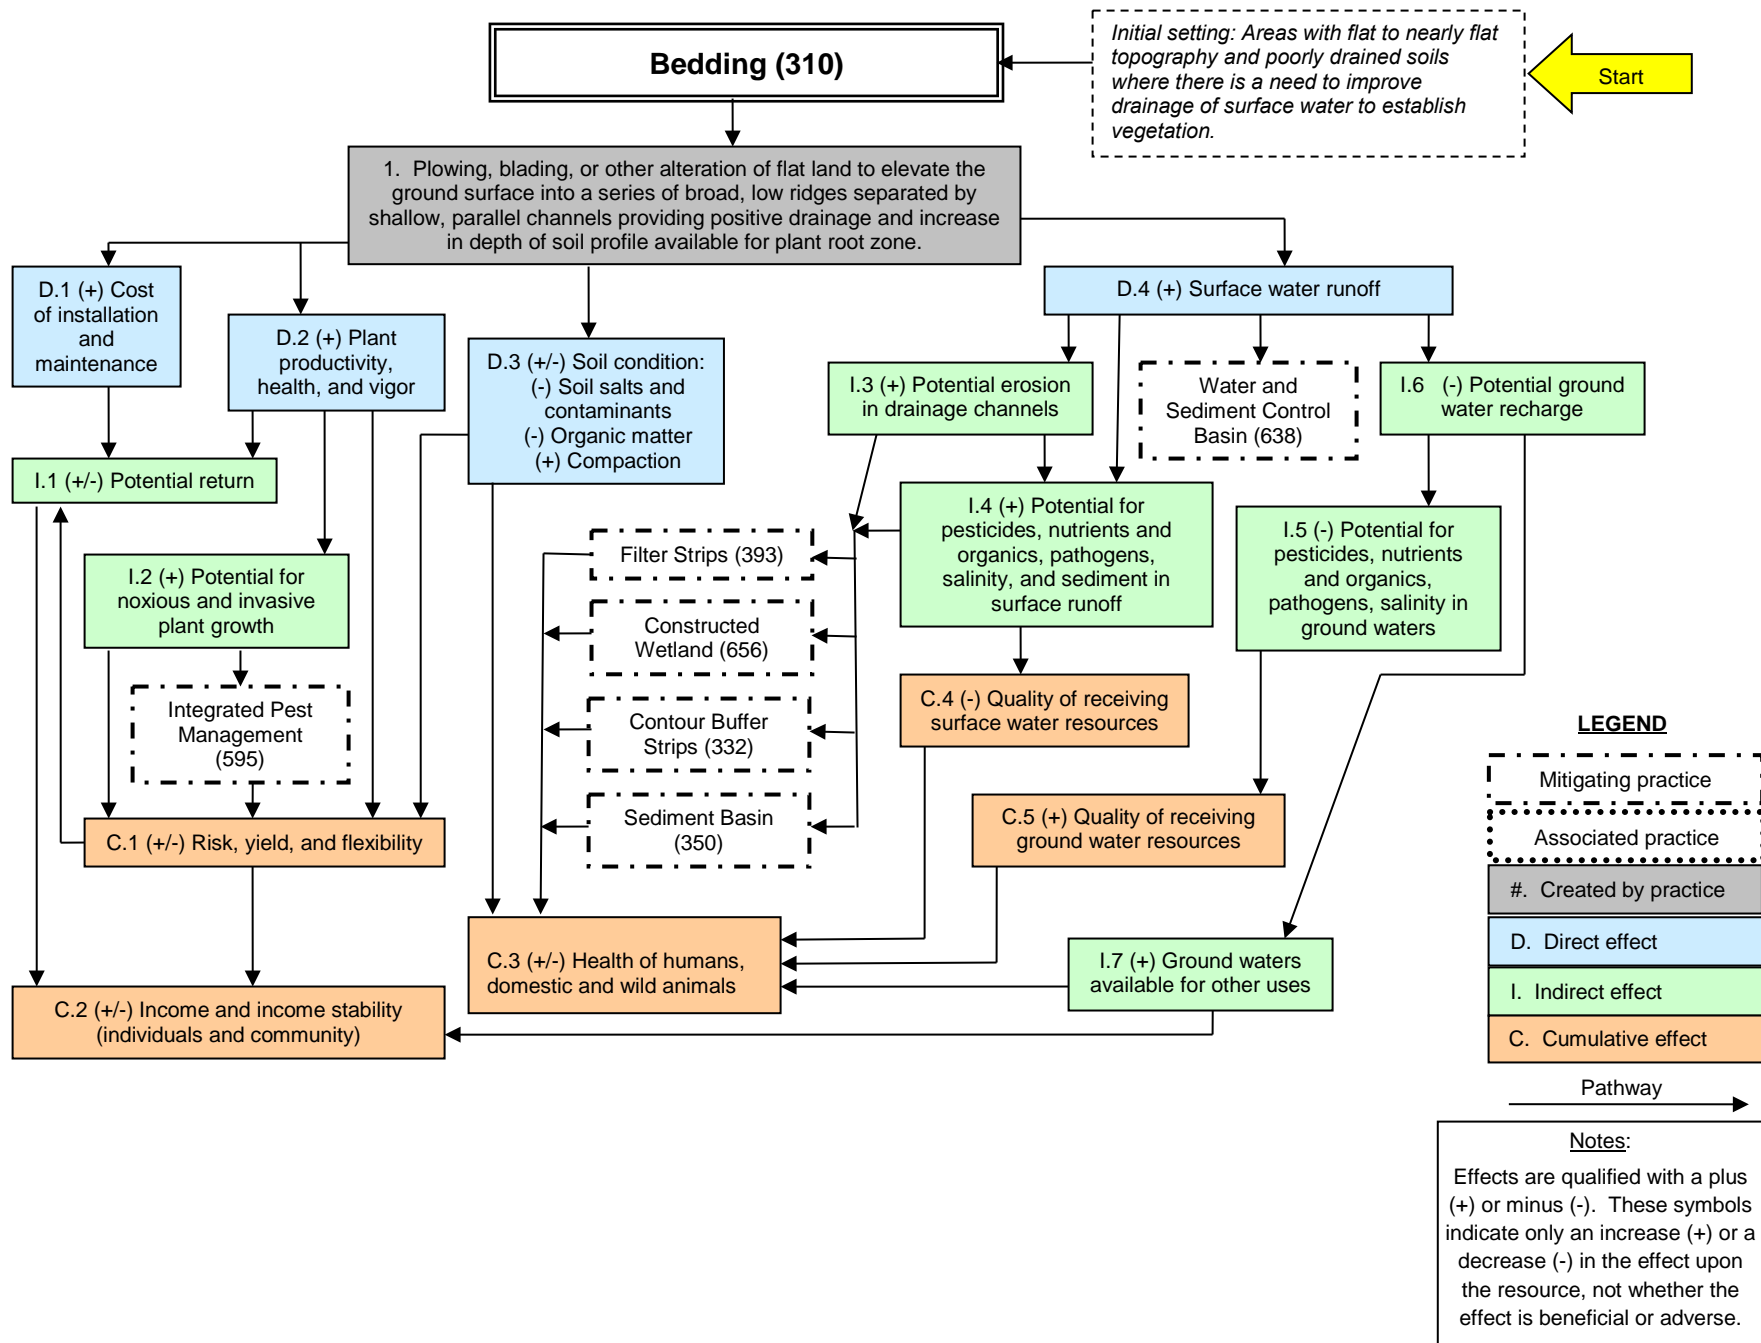 Bedding (310)
Initial setting: Areas with flat to nearly flat
topography and poorly drained soils
where there is a need to improve
drainage of surface water to establish
vegetation.
Start
1. Plowing, blading, or other alteration of flat land to elevate the
ground surface into a series of broad, low ridges separated by
shallow, parallel channels providing positive drainage and increase
in depth of soil profile available for plant root zone.
D.1 (+) Cost
of installation
and
maintenance
D.2 (+) Plant
productivity,
health, and vigor
D.3 (+/-) Soil condition:
(-) Soil salts and
contaminants
(-) Organic matter
(+) Compaction
D.4 (+) Surface water runoff
I.3 (+) Potential erosion
in drainage channels
Water and
Sediment Control
Basin (638)
I.6 (-) Potential ground
water recharge
I.1 (+/-) Potential return
I.4 (+) Potential for
pesticides, nutrients and
organics, pathogens,
salinity, and sediment in
surface runoff
I.5 (-) Potential for
pesticides, nutrients
and organics,
pathogens, salinity in
ground waters
I.2 (+) Potential for
noxious and invasive
plant growth
Filter Strips (393)
Constructed
Wetland (656)
Contour Buffer
Strips (332)
Sediment Basin
(350)
Integrated Pest
Management
(595)
C.4 (-) Quality of receiving
surface water resources
C.5 (+) Quality of receiving
ground water resources
C.1 (+/-) Risk, yield, and flexibility
C.3 (+/-) Health of humans,
domestic and wild animals
I.7 (+) Ground waters
available for other uses
C.2 (+/-) Income and income stability
(individuals and community)
LEGEND
Mitigating practice
Associated practice
#. Created by practice
D. Direct effect
I. Indirect effect
C. Cumulative effect
Pathway
Notes:
Effects are qualified with a plus
(+) or minus (-). These symbols
indicate only an increase (+) or a
decrease (-) in the effect upon
the resource, not whether the
effect is beneficial or adverse.